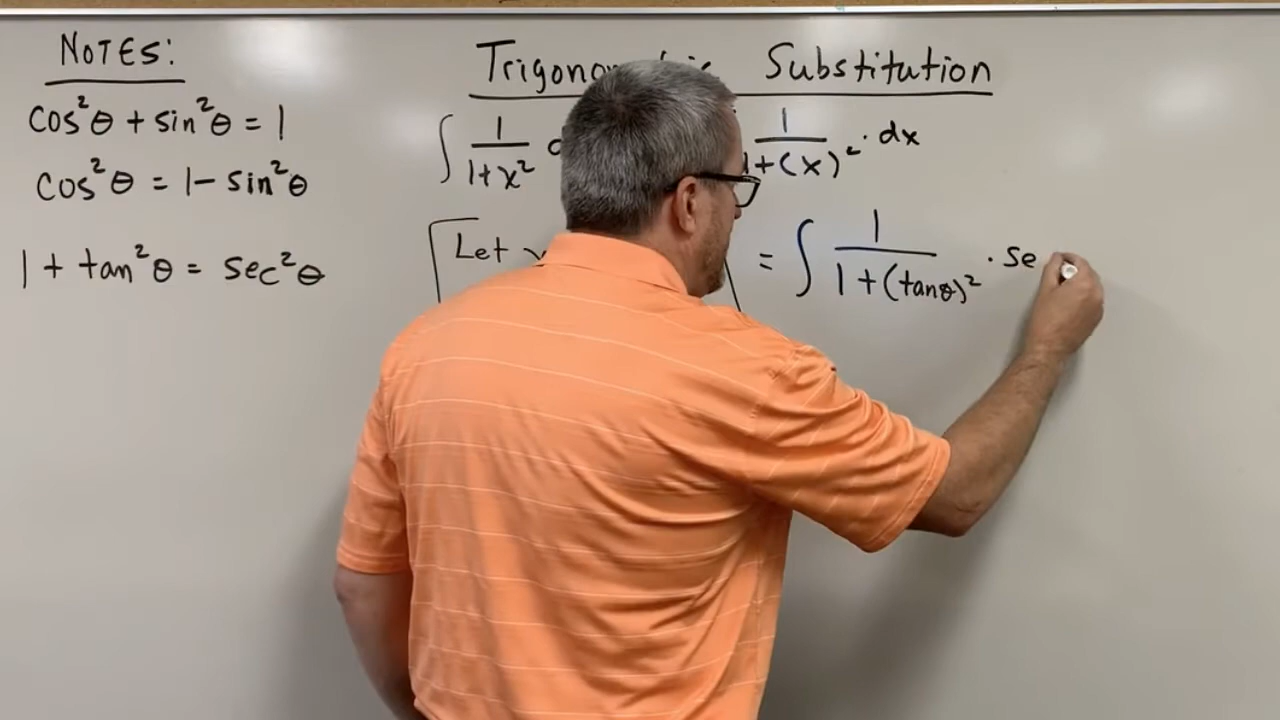 NOTES:
cos²θ + sin²θ = 1
cos²θ = 1 - sin²θ
1 + tan²θ = sec²θ
Substitution
∫ 1/(1+x²)
1/(1+(x)²) · dx
Let
= ∫ 1/(1+(tanθ)²) · se